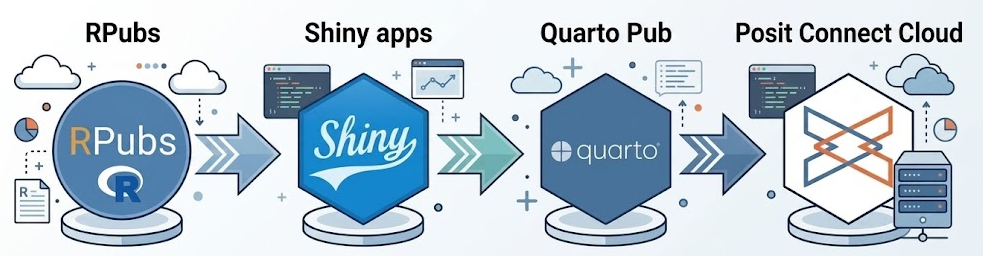 RPubs
Shiny apps
Quarto Pub
Posit Connect Cloud
RPubs
R
R
Shiny
quarto